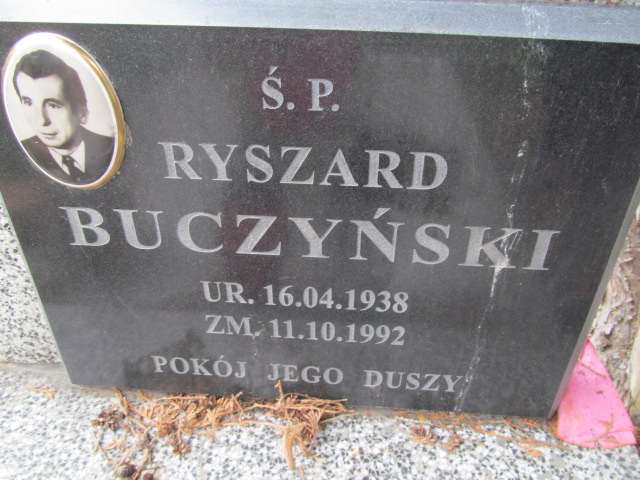 Ś. P.
RYSZARD
BUCZYŃSKI
UR. 16.04.1938
ZM. 11.10.1992
POKÓJ JEGO DUSZY